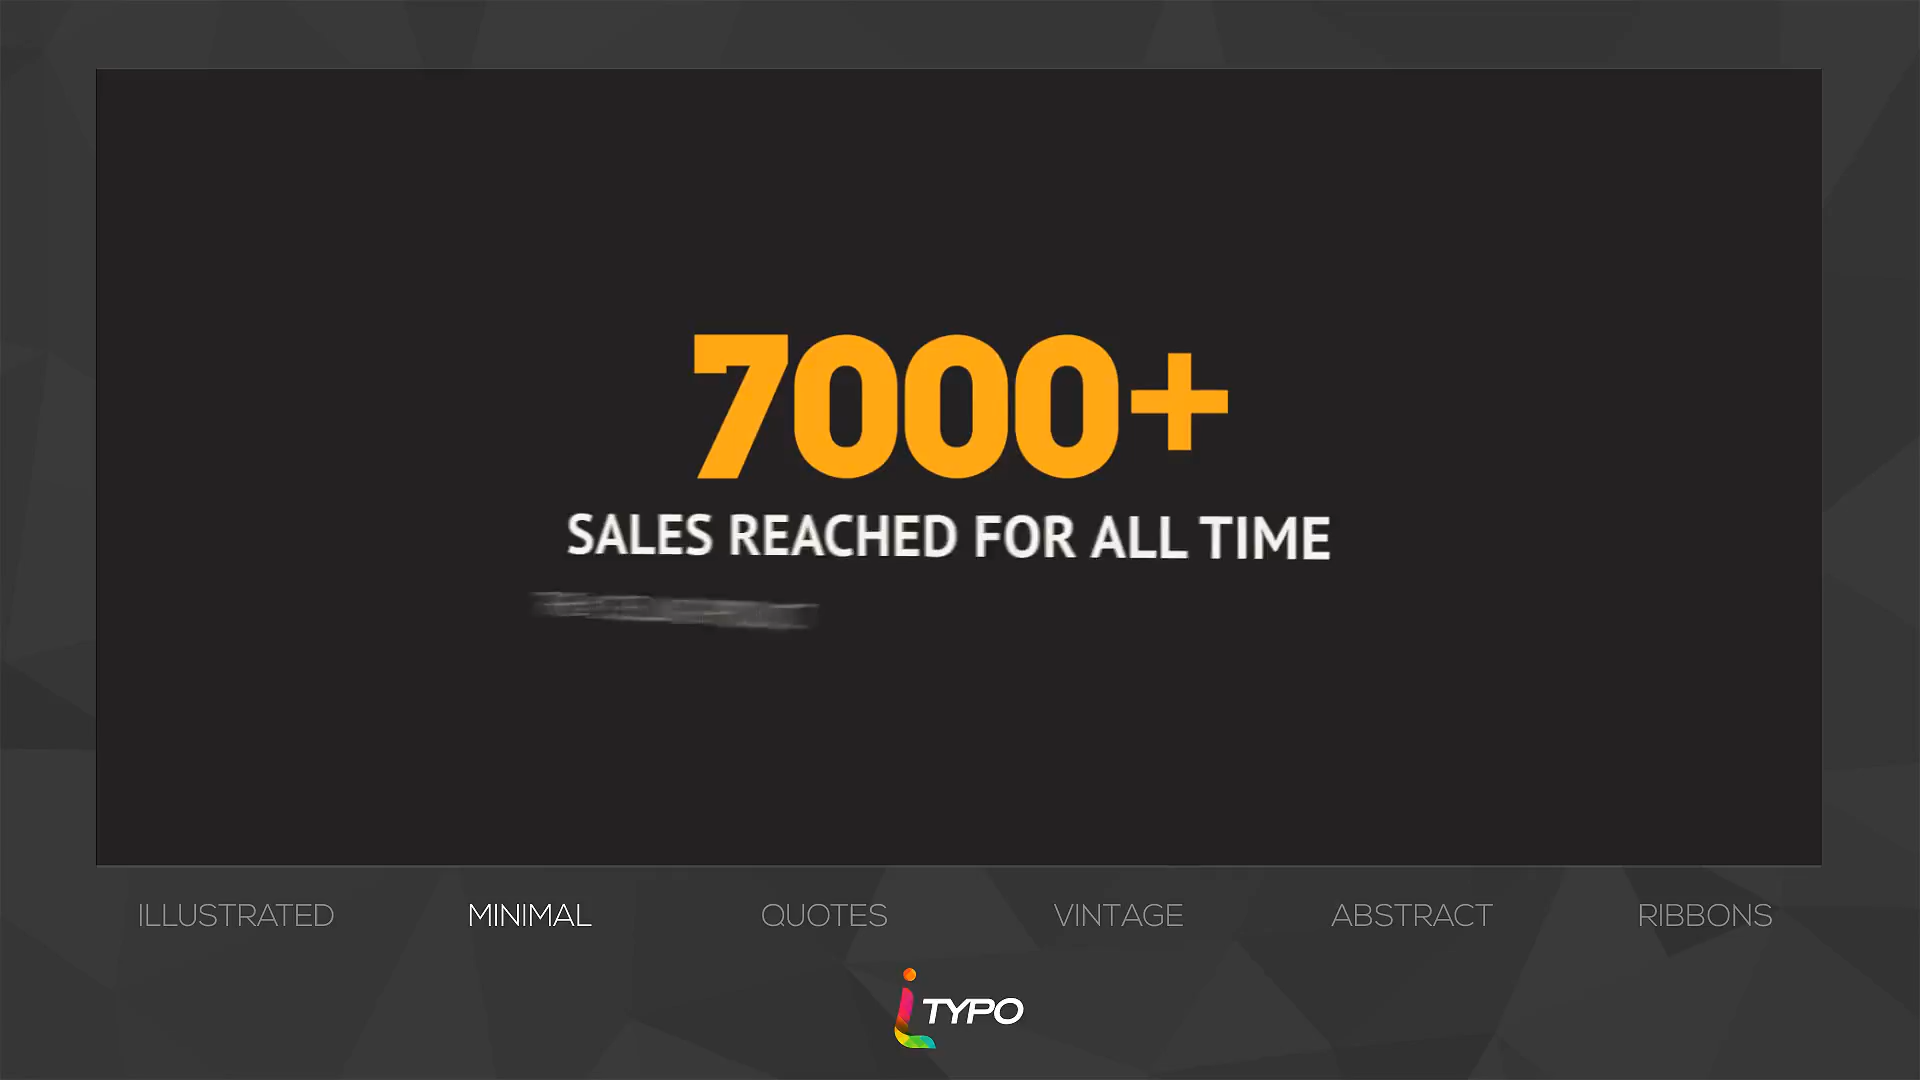 7000+
SALES REACHED FOR ALL TIME
ILLUSTRATED MINIMAL QUOTES VINTAGE ABSTRACT RIBBONS
i TYPO